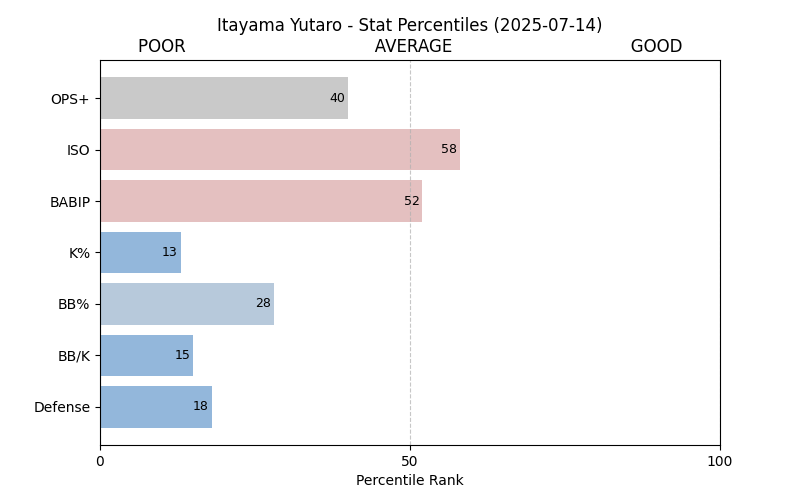 Itayama Yutaro - Stat Percentiles (2025-07-14)
POOR AVERAGE GOOD
OPS+ 40
ISO 58
BABIP 52
K% 13
BB% 28
BB/K 15
Defense 18
0 50 100
Percentile Rank